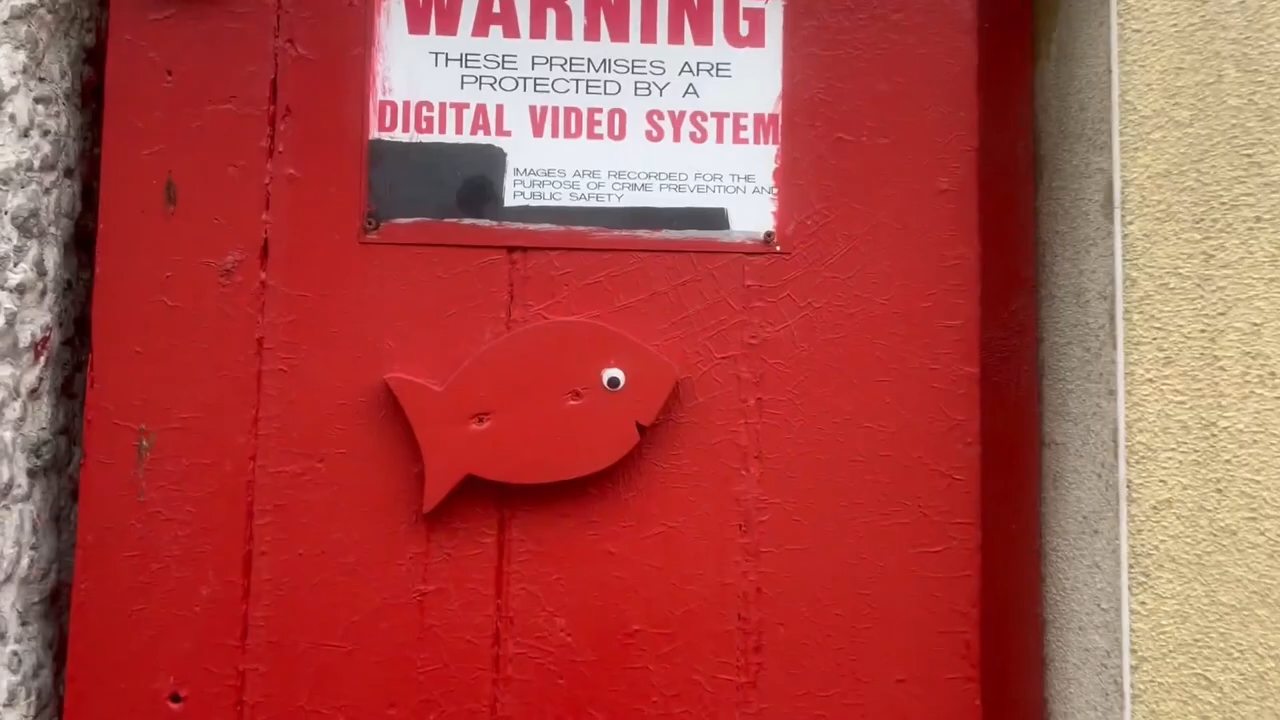 WARNING
THESE PREMISES ARE
PROTECTED BY A
DIGITAL VIDEO SYSTEM
IMAGES ARE RECORDED FOR THE
PURPOSE OF CRIME PREVENTION AND
PUBLIC SAFETY